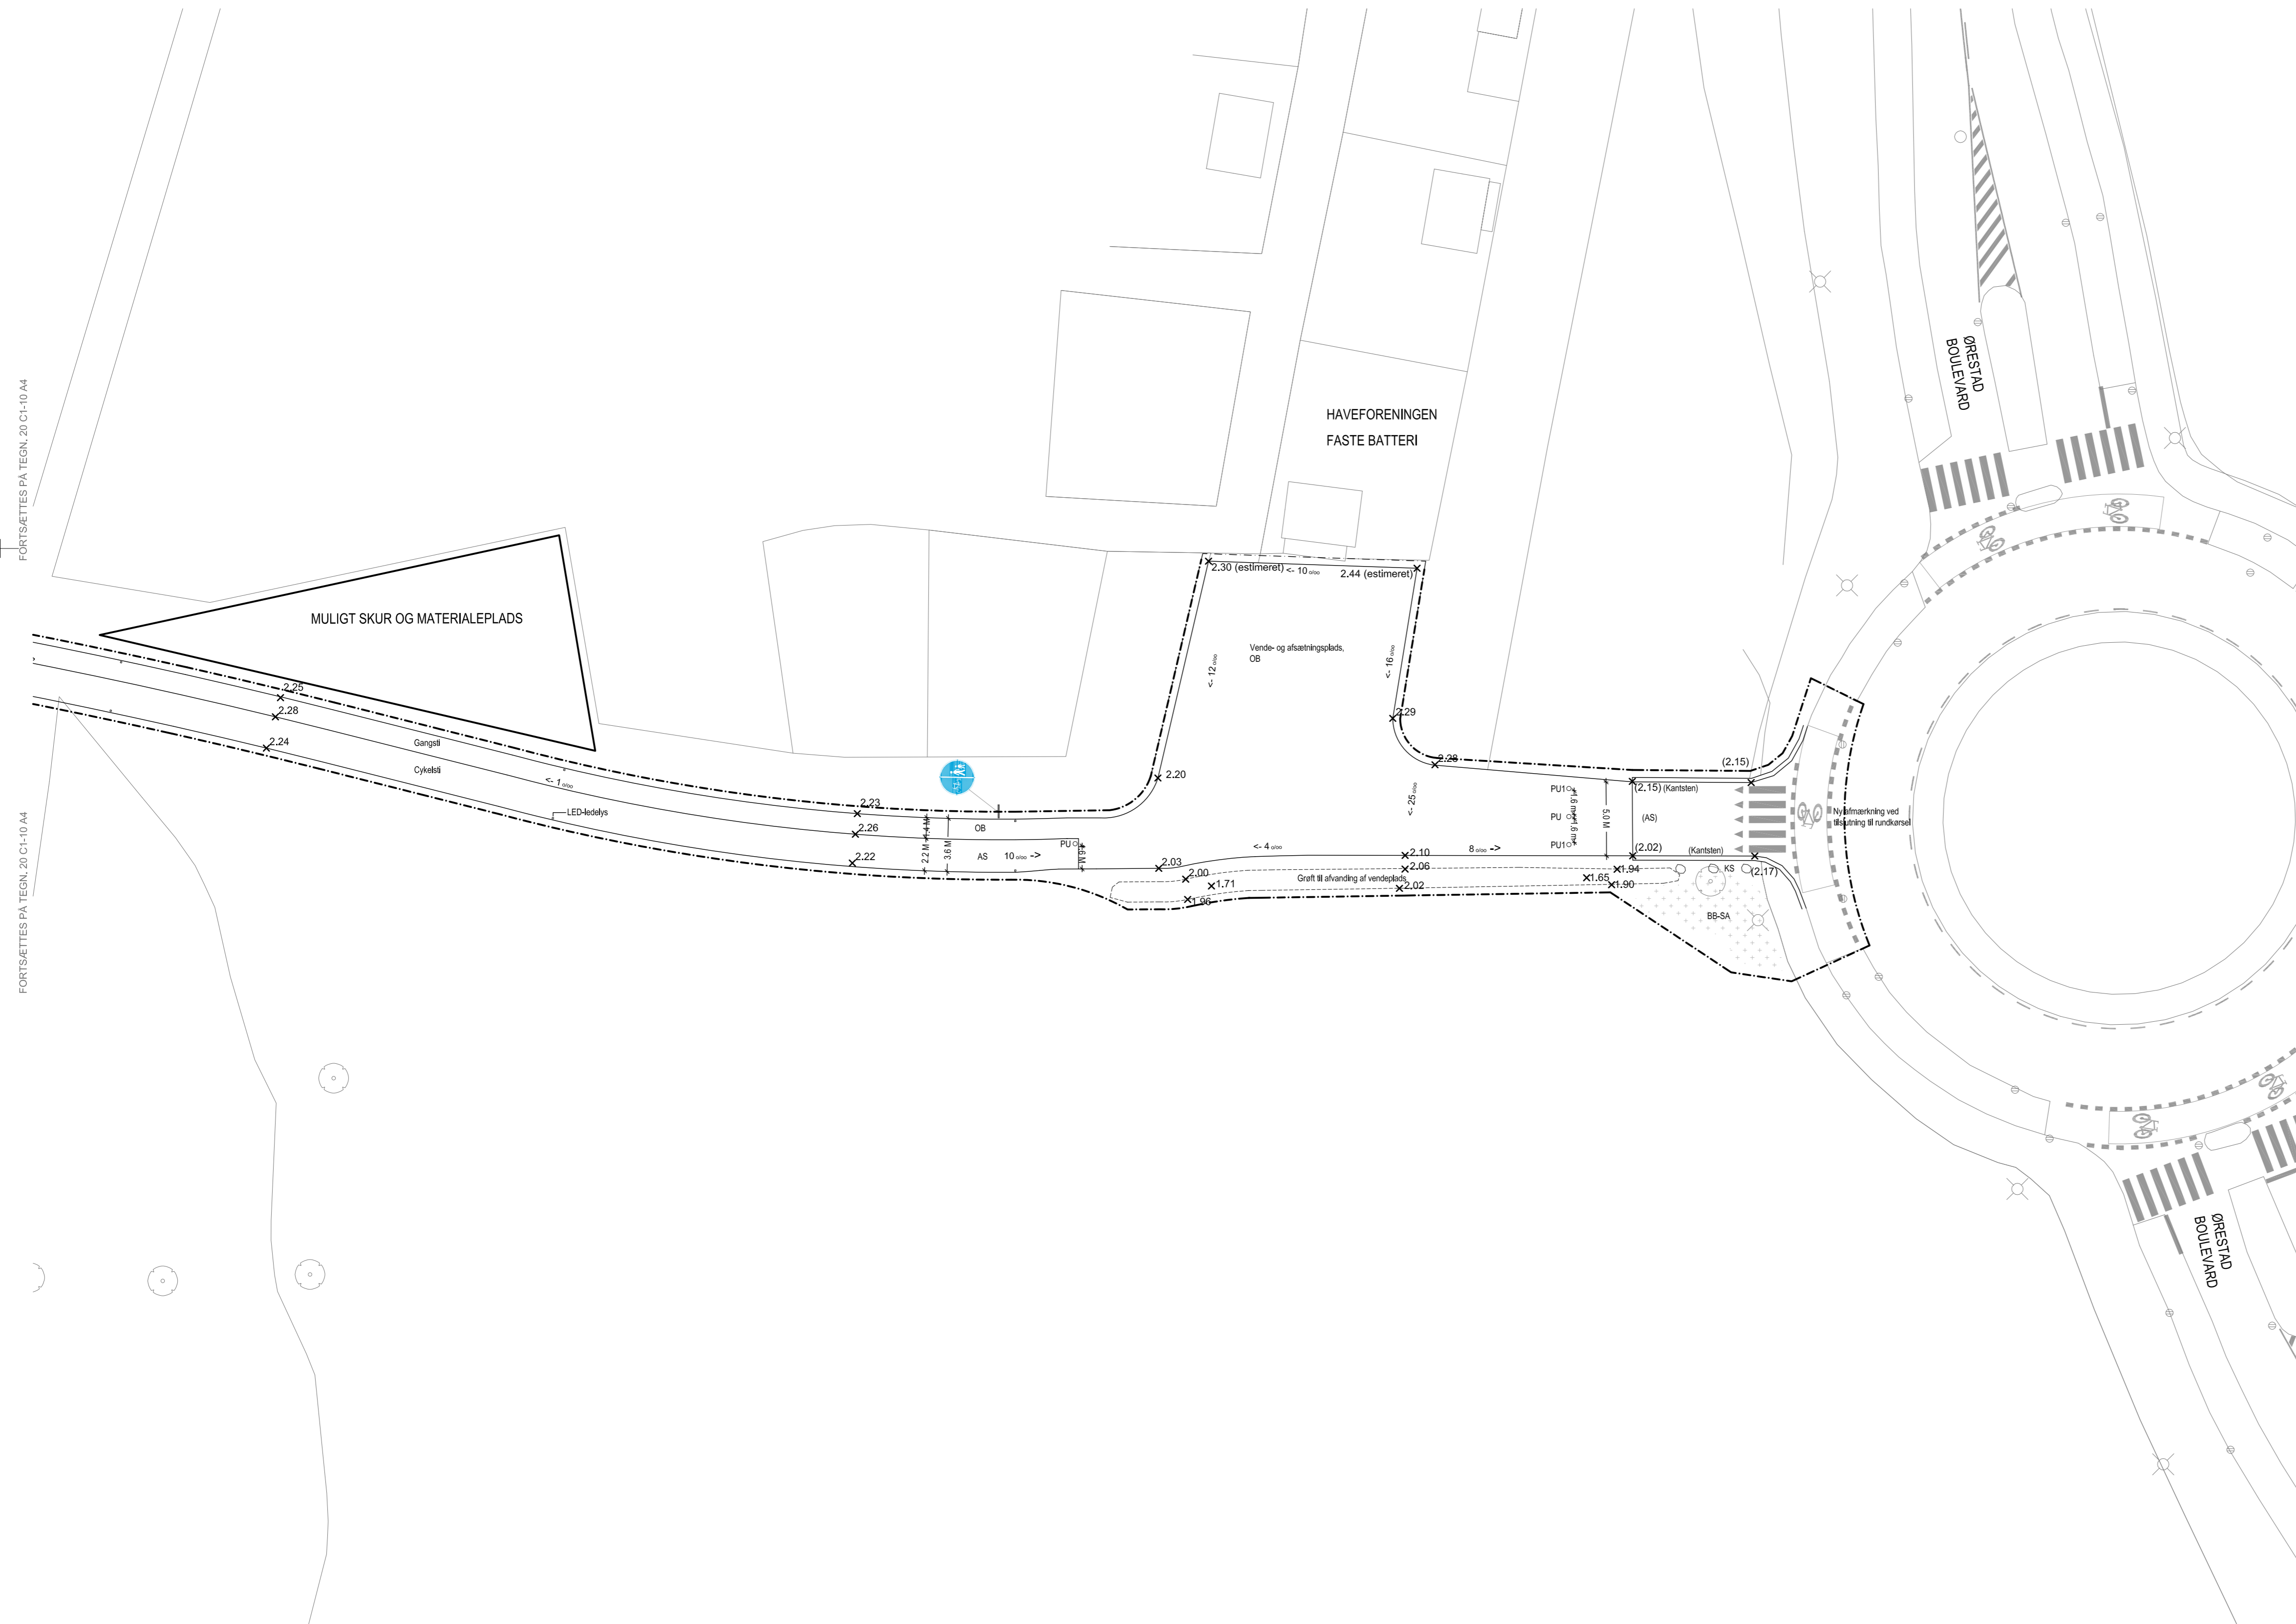 FORTSÆTTES PÅ TEGN. 20 C1-10 A4
FORTSÆTTES PÅ TEGN. 20 C1-10 A4
ØRESTAD
BOULEVARD
HAVEFORENINGEN
FASTE BATTERI
2.30 (estimeret)
<- 10 o/oo
2.44 (estimeret)
MULIGT SKUR OG MATERIALEPLADS
Vende- og afsætningsplads,
OB
<- 12 o/oo
<- 16 o/oo
2.25
2.28
2.24
Gangsti
Cykelsti
<- 1 o/oo
LED-ledelys
2.23
2.26
2.22
1,4 M
2.2 M
3.6 M
OB
AS
10 o/oo ->
PU
2.20
2.29
2.28
<- 25 o/oo
(2.15)
(2.15) (Kantsten)
PU1
1,6 m
PU
1,6 m
PU1
5.0 M
(AS)
Ny afmærkning ved
tilslutning til rundkørsel
(2.02)
(Kantsten)
<- 4 o/oo
2.10
8 o/oo ->
2.03
2.00
2.06
1.71
Grøft til afvanding af vendeplads
2.02
1.96
1.94
1.65
1.90
KS
(2.17)
BB-SA
ØRESTAD
BOULEVARD